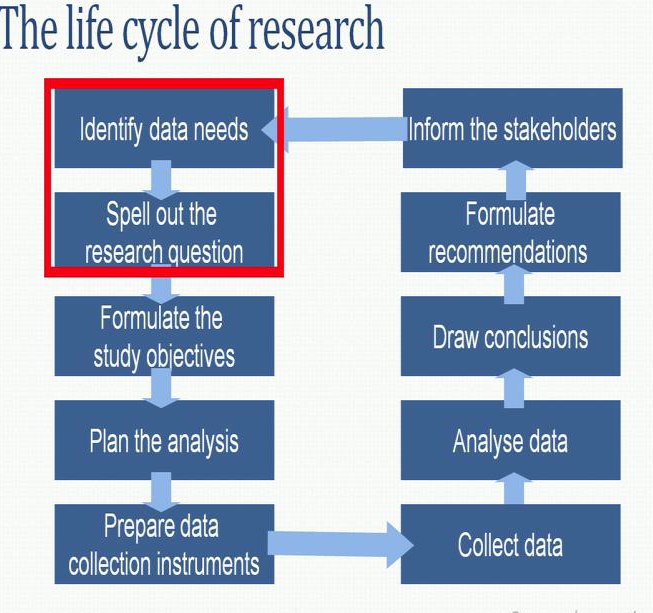 The life cycle of research
Identify data needs
Spell out the
research question
Formulate the
study objectives
Plan the analysis
Prepare data
collection instruments
Collect data
Analyse data
Draw conclusions
Formulate
recommendations
Inform the stakeholders